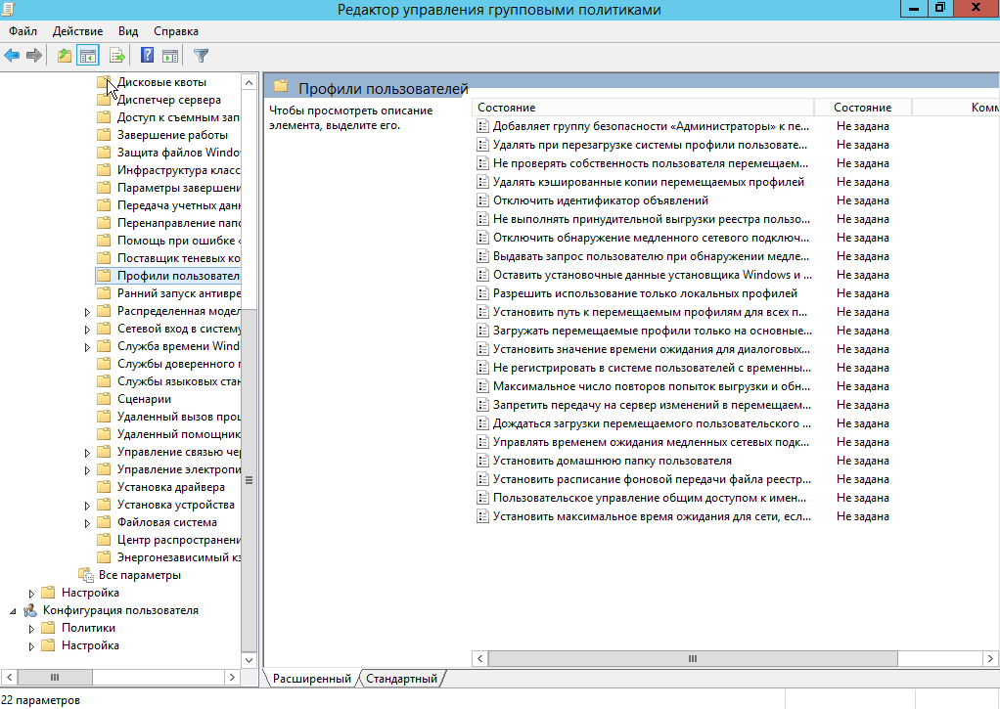 Редактор управления групповыми политиками
Файл Действие Вид Справка
Дисковые квоты
Диспетчер сервера
Доступ к съемным зап
Завершение работы
Защита файлов Windo
Инфраструктура класс
Параметры завершени
Передача учетных дан
Перенаправление папо
Помощь при ошибке «
Поставщик теневых ко
Профили пользовател
Ранний запуск антивре
Распределенная модел
Сетевой вход в систему
Служба времени Wind
Службы доверенного п
Службы языковых стан
Сценарии
Удаленный вызов проц
Удаленный помощник
Управление связью чер
Управление электропи
Установка драйвера
Установка устройства
Файловая система
Центр распространени
Энергонезависимый кэ
Все параметры
Настройка
Конфигурация пользователя
Политики
Настройка
Профили пользователей
Чтобы просмотреть описание
элемента, выделите его.
Состояние Состояние Комм
Добавляет группу безопасности «Администраторы» к пе... Не задана
Удалять при перезагрузке системы профили пользовате... Не задана
Не проверять собственность пользователя перемещаем... Не задана
Удалять кэшированные копии перемещаемых профилей Не задана
Отключить идентификатор объявлений Не задана
Не выполнять принудительной выгрузки реестра пользо... Не задана
Отключить обнаружение медленного сетевого подключ... Не задана
Выдавать запрос пользователю при обнаружении медле... Не задана
Оставить установочные данные установщика Windows и ... Не задана
Разрешить использование только локальных профилей Не задана
Установить путь к перемещаемым профилям для всех п... Не задана
Загружать перемещаемые профили только на основные... Не задана
Установить значение времени ожидания для диалоговых... Не задана
Не регистрировать в системе пользователей с временны... Не задана
Максимальное число повторов попыток выгрузки и обн... Не задана
Запретить передачу на сервер изменений в перемещаем... Не задана
Дождаться загрузки перемещаемого пользовательского ... Не задана
Управлять временем ожидания медленных сетевых подк... Не задана
Установить домашнюю папку пользователя Не задана
Установить расписание фоновой передачи файла реестр... Не задана
Пользовательское управление общим доступом к имен... Не задана
Установить максимальное время ожидания для сети, есл... Не задана
Расширенный Стандартный
22 параметров